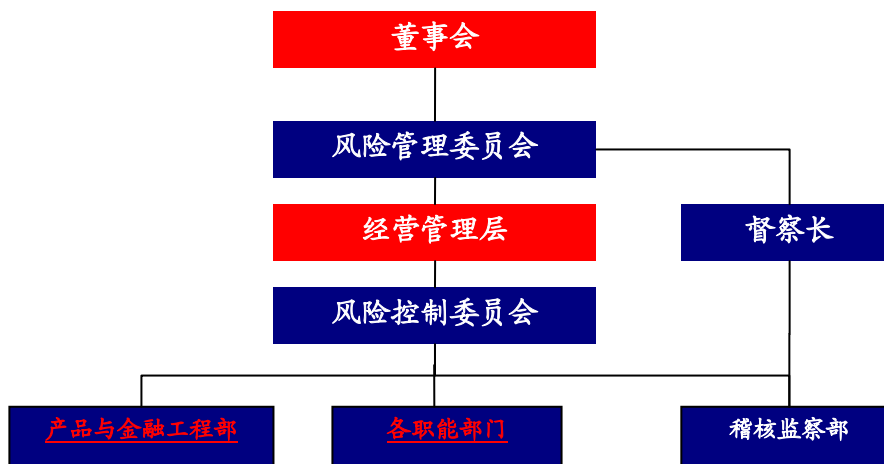 董事会
风险管理委员会
经营管理层
督察长
风险控制委员会
产品与金融工程部
各职能部门
稽核监察部